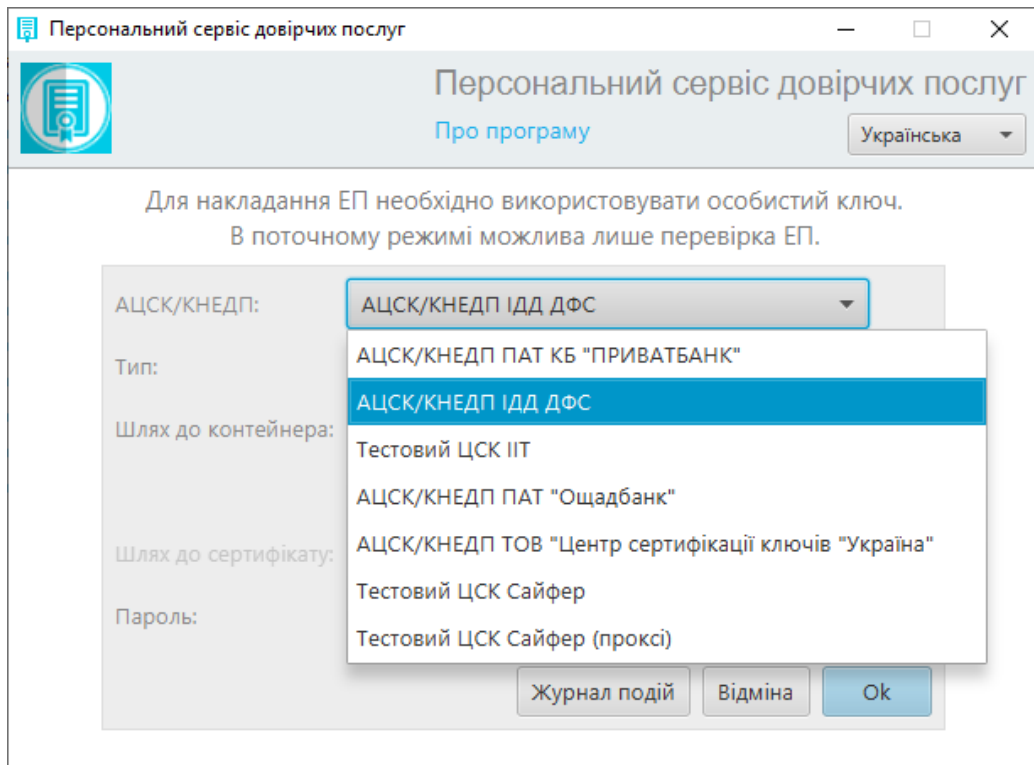 Персональний сервіс довірчих послуг
Персональний сервіс довірчих послуг
Про програму
Українська
Для накладання ЕП необхідно використовувати особистий ключ.
В поточному режимі можлива лише перевірка ЕП.
АЦСК/КНЕДП:
АЦСК/КНЕДП ІДД ДФС
АЦСК/КНЕДП ПАТ КБ "ПРИВАТБАНК"
Тип:
АЦСК/КНЕДП ІДД ДФС
Шлях до контейнера:
Тестовий ЦСК ІІТ
АЦСК/КНЕДП ПАТ "Ощадбанк"
Шлях до сертифікату:
АЦСК/КНЕДП ТОВ "Центр сертифікації ключів "Україна"
Тестовий ЦСК Сайфер
Пароль:
Тестовий ЦСК Сайфер (проксі)
Журнал подій
Відміна
Ok